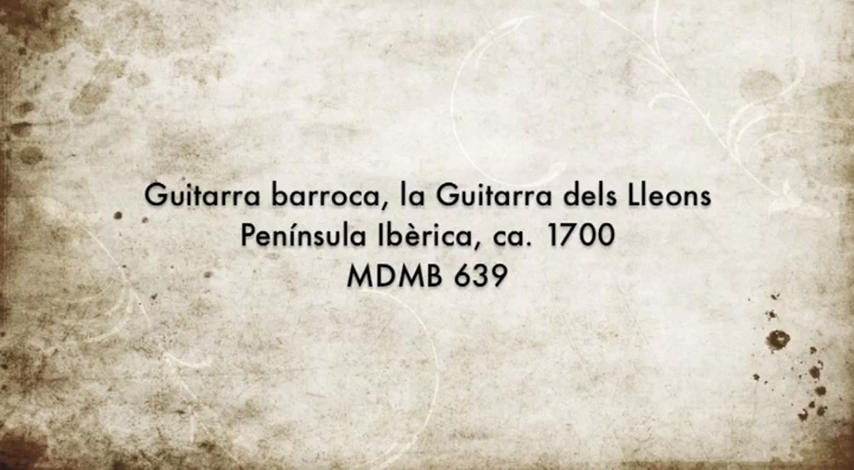 Guitarra barroca, la Guitarra dels Lleons
Península Ibèrica, ca. 1700
MDMB 639